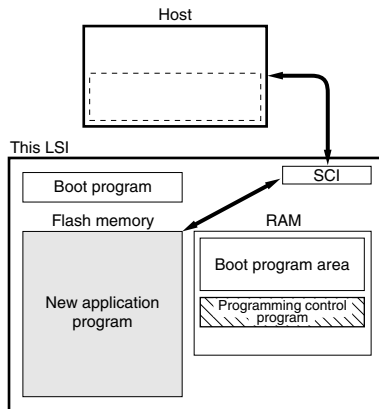 Host
This LSI
SCI
Boot program
Flash memory
RAM
Boot program area
New application
program
Programming control
program